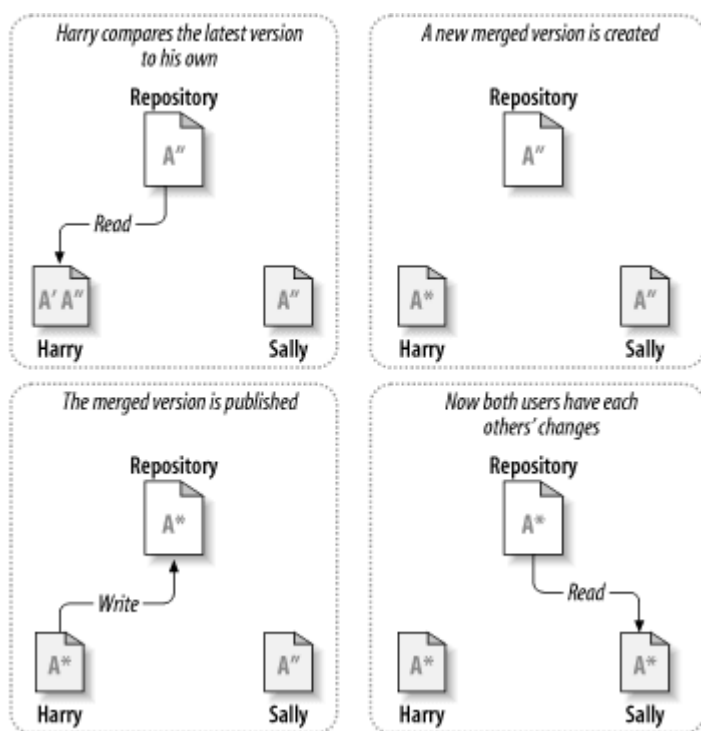 Harry compares the latest version
to his own
Repository
A″
Read
A′ A″
A″
Harry
Sally
A new merged version is created
Repository
A″
A*
A″
Harry
Sally
The merged version is published
Repository
A*
Write
A*
A″
Harry
Sally
Now both users have each
others’ changes
Repository
A*
Read
A*
A*
Harry
Sally